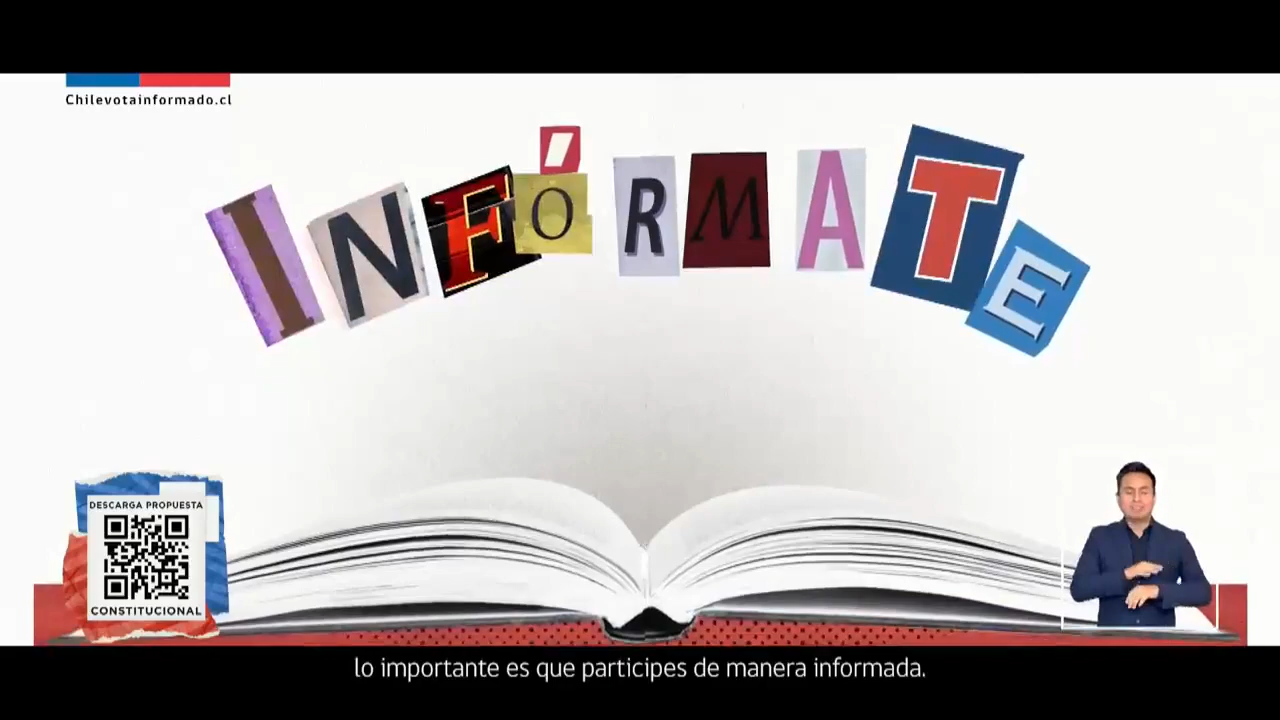 Chilevotainformado.cl
INFÓRMATE
DESCARGA PROPUESTA
CONSTITUCIONAL
lo importante es que participes de manera informada.